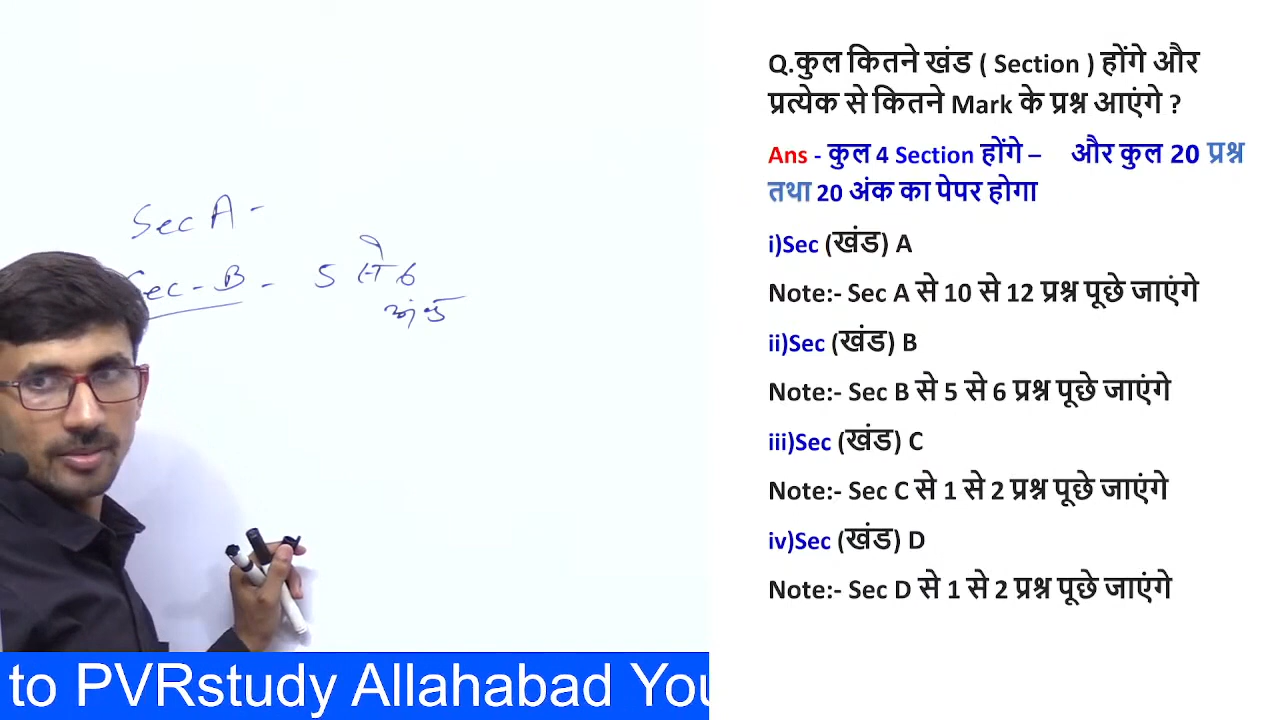 Sec A -
Sec - B - 5 से 6
अंक
to PVRstudy Allahabad You
Q.कुल कितने खंड ( Section ) होंगे और
प्रत्येक से कितने Mark के प्रश्न आएंगे ?
Ans - कुल 4 Section होंगे – और कुल 20 प्रश्न
तथा 20 अंक का पेपर होगा
i)Sec (खंड) A
Note:- Sec A से 10 से 12 प्रश्न पूछे जाएंगे
ii)Sec (खंड) B
Note:- Sec B से 5 से 6 प्रश्न पूछे जाएंगे
iii)Sec (खंड) C
Note:- Sec C से 1 से 2 प्रश्न पूछे जाएंगे
iv)Sec (खंड) D
Note:- Sec D से 1 से 2 प्रश्न पूछे जाएंगे